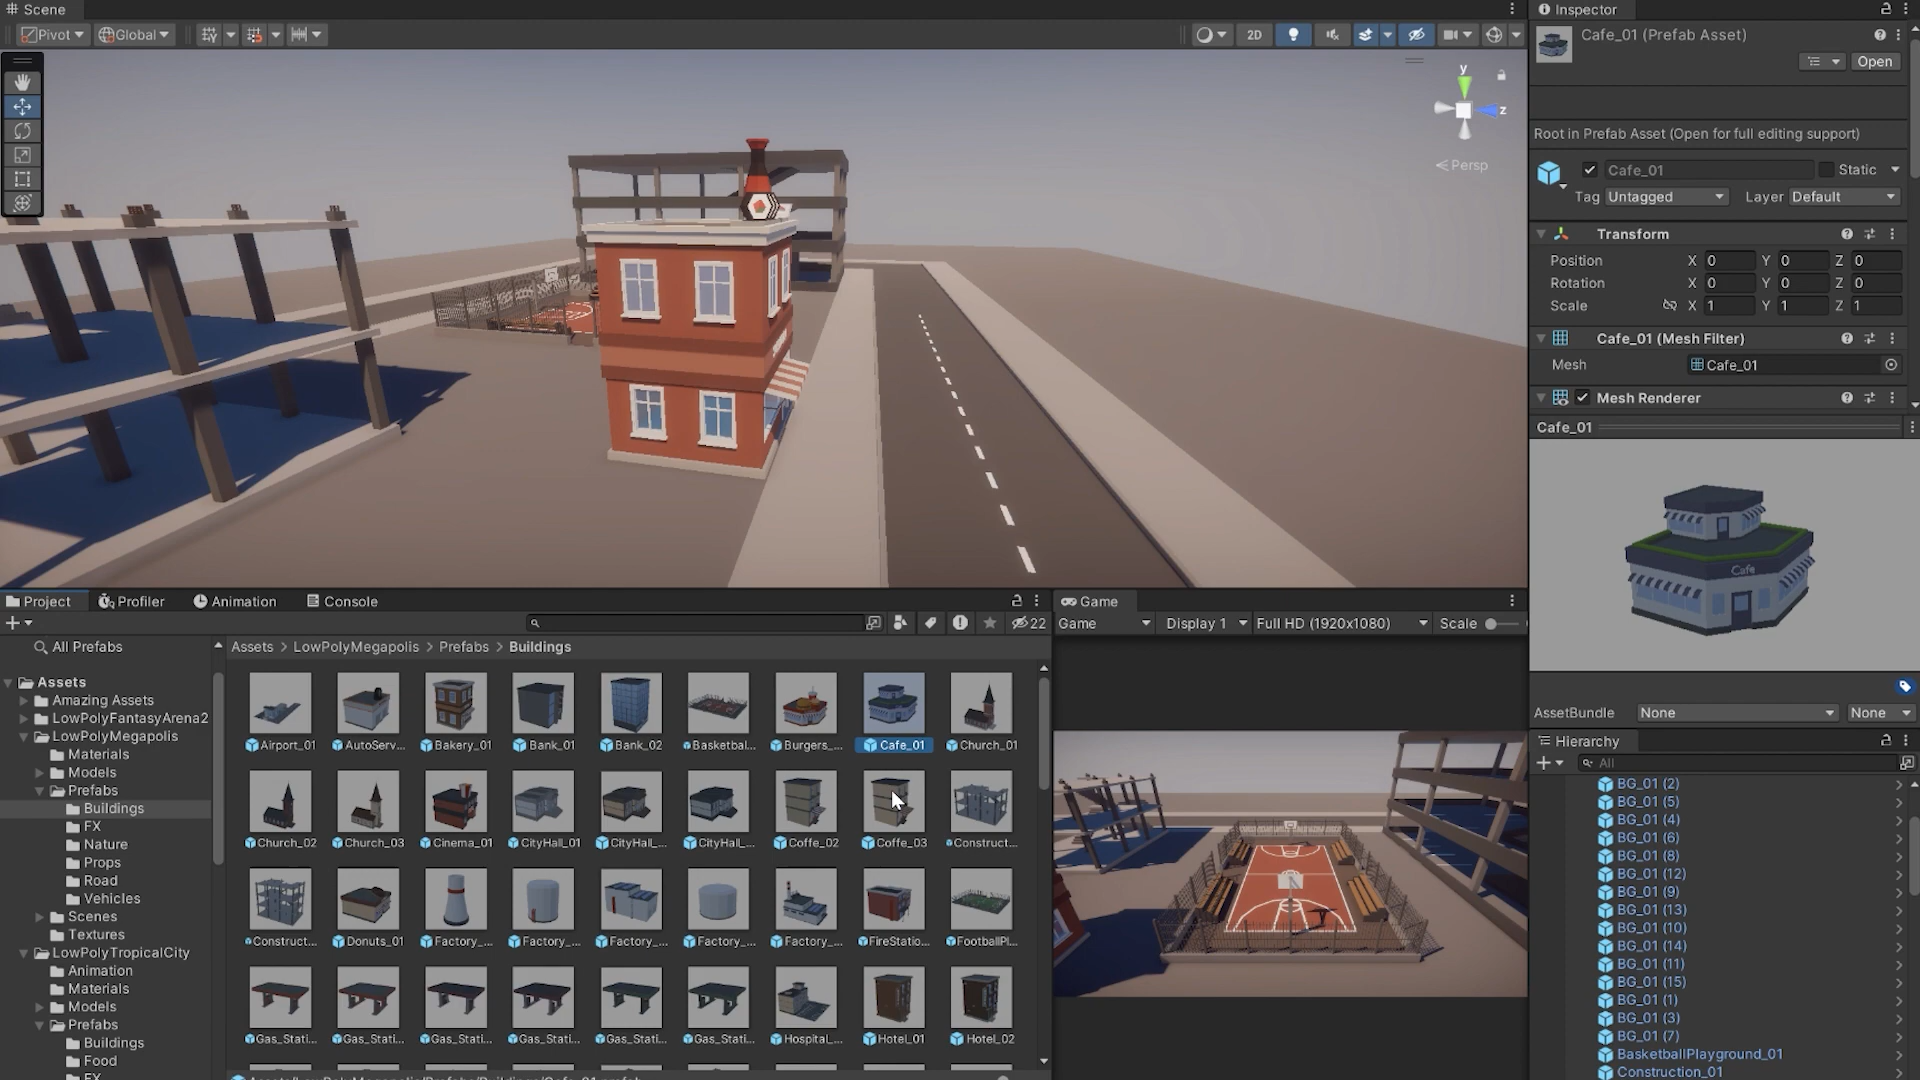 Scene
Pivot
Global
2D
y
z
Persp
Inspector
Cafe_01 (Prefab Asset)
Open
Root in Prefab Asset (Open for full editing support)
Cafe_01
Static
Tag Untagged Layer Default
Transform
Position X 0 Y 0 Z 0
Rotation X 0 Y 0 Z 0
Scale X 1 Y 1 Z 1
Cafe_01 (Mesh Filter)
Mesh Cafe_01
Mesh Renderer
Cafe_01
Cafe
AssetBundle None None
Project Profiler Animation Console
22
All Prefabs
Assets
Amazing Assets
LowPolyFantasyArena2
LowPolyMegapolis
Materials
Models
Prefabs
Buildings
FX
Nature
Props
Road
Vehicles
Scenes
Textures
LowPolyTropicalCity
Animation
Materials
Models
Prefabs
Buildings
Food
FX
Assets > LowPolyMegapolis > Prefabs > Buildings
Airport_01 AutoServ... Bakery_01 Bank_01 Bank_02 Basketbal... Burgers_... Cafe_01 Church_01
Church_02 Church_03 Cinema_01 CityHall_01 CityHall_... CityHall_... Coffe_02 Coffe_03 Construct...
Construct... Donuts_01 Factory_... Factory_... Factory_... Factory_... Factory_... FireStatio... FootballPl...
Gas_Stati... Gas_Stati... Gas_Stati... Gas_Stati... Gas_Stati... Gas_Stati... Hospital_... Hotel_01 Hotel_02
Assets/LowPolyMegapolis/Prefabs/Buildings/Cafe_01.prefab
Game
Game Display 1 Full HD (1920x1080) Scale
Hierarchy
All
BG_01 (2)
BG_01 (5)
BG_01 (4)
BG_01 (6)
BG_01 (8)
BG_01 (12)
BG_01 (9)
BG_01 (13)
BG_01 (10)
BG_01 (14)
BG_01 (11)
BG_01 (15)
BG_01 (1)
BG_01 (3)
BG_01 (7)
BasketballPlayground_01
Construction_01